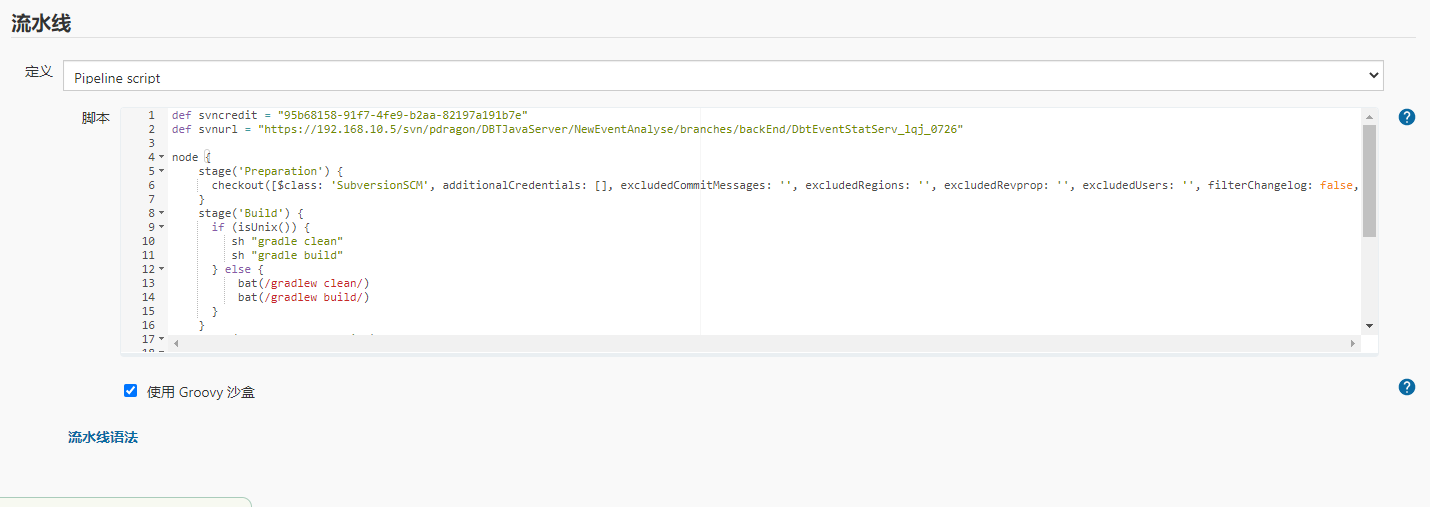 流水线
定义
Pipeline script
脚本
1 def svncredit = "95b68158-91f7-4fe9-b2aa-82197a191b7e"
2 def svnurl = "https://192.168.10.5/svn/pdragon/DBTJavaServer/NewEventAnalyse/branches/backEnd/DbtEventStatServ_lqj_0726"
3
4 node {
5 stage('Preparation') {
6 checkout([$class: 'SubversionSCM', additionalCredentials: [], excludedCommitMessages: '', excludedRegions: '', excludedRevprop: '', excludedUsers: '', filterChangelog: false,
7 }
8 stage('Build') {
9 if (isUnix()) {
10 sh "gradle clean"
11 sh "gradle build"
12 } else {
13 bat(/gradlew clean/)
14 bat(/gradlew build/)
15 }
16 }
17
使用 Groovy 沙盒
流水线语法